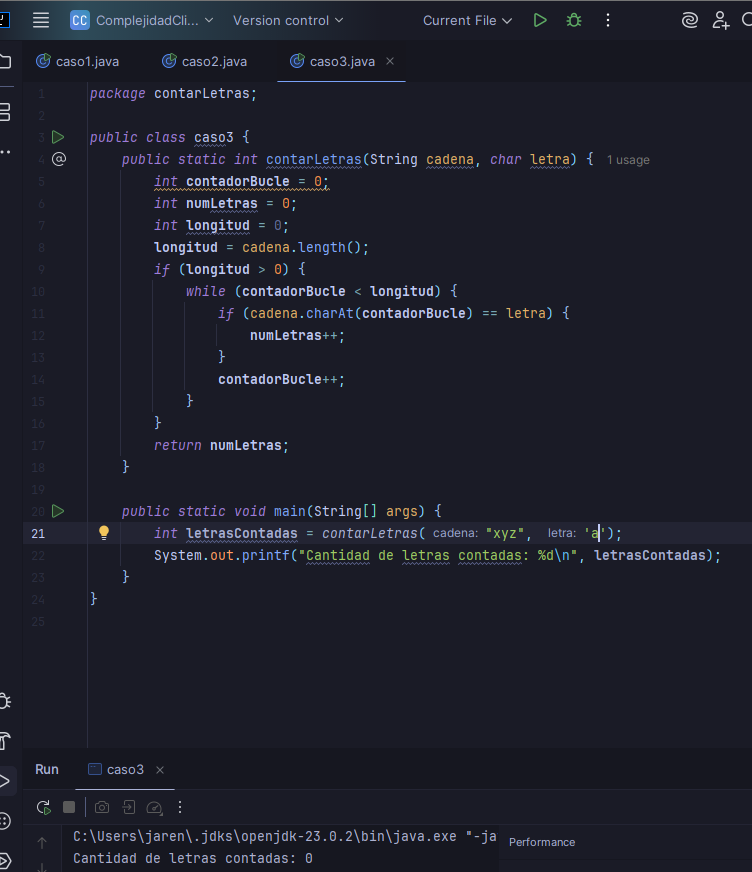 CC ComplejidadCli... Version control Current File
caso1.java caso2.java caso3.java ×
1 package contarLetras;
2
3 public class caso3 {
4 @ public static int contarLetras(String cadena, char letra) { 1 usage
5 int contadorBucle = 0;
6 int numLetras = 0;
7 int longitud = 0;
8 longitud = cadena.length();
9 if (longitud > 0) {
10 while (contadorBucle < longitud) {
11 if (cadena.charAt(contadorBucle) == letra) {
12 numLetras++;
13 }
14 contadorBucle++;
15 }
16 }
17 return numLetras;
18 }
19
20 public static void main(String[] args) {
21 int letrasContadas = contarLetras( cadena: "xyz", letra: 'a');
22 System.out.printf("Cantidad de letras contadas: %d\n", letrasContadas);
23 }
24 }
25
Run caso3 ×
C:\Users\jaren\.jdks\openjdk-23.0.2\bin\java.exe "-ja
Performance
Cantidad de letras contadas: 0